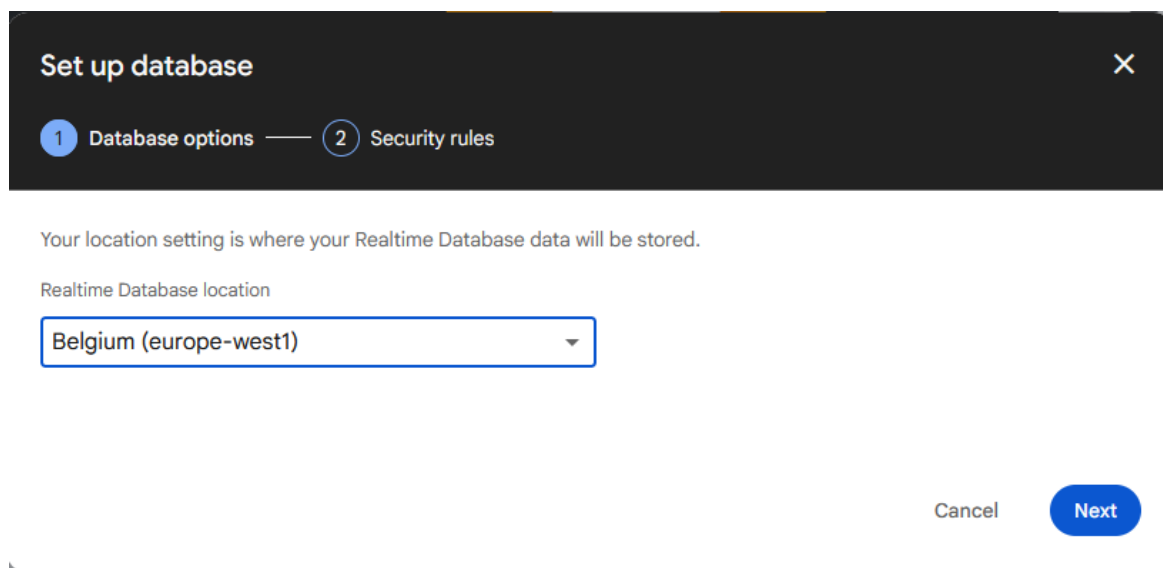 Set up database
1 Database options 2 Security rules
Your location setting is where your Realtime Database data will be stored.
Realtime Database location
Belgium (europe-west1)
Cancel Next